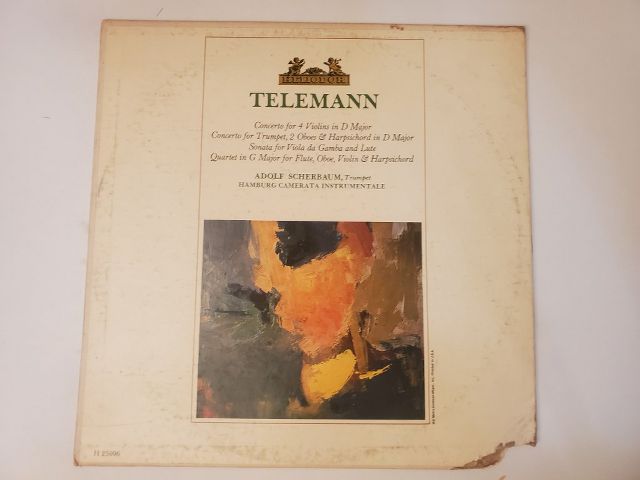 HELIODOR
TELEMANN
Concerto for 4 Violins in D Major
Concerto for Trumpet, 2 Oboes & Harpsichord in D Major
Sonata for Viola da Gamba and Lute
Quartet in G Major for Flute, Oboe, Violin & Harpsichord
ADOLF SCHERBAUM, Trumpet
HAMBURG CAMERATA INSTRUMENTALE
H 25096